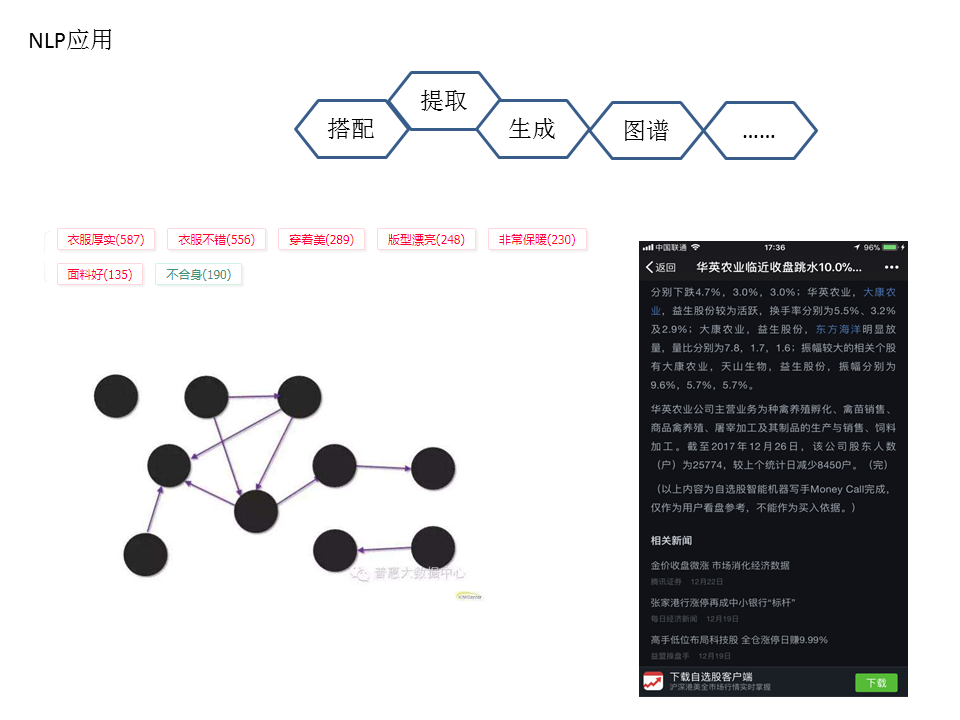 NLP应用
搭配
提取
生成
图谱
……
衣服厚实(587) 衣服不错(556) 穿着美(289) 版型漂亮(248) 非常保暖(230)
面料好(135) 不合身(190)
普惠大数据中心
中国联通 17:36 96%
返回 华英农业临近收盘跳水10.0%... •••
分别下跌4.7%，3.0%，3.0%；华英农业，大康农
业，益生股份较为活跃，换手率分别为5.5%、3.2%
及2.9%；大康农业，益生股份，东方海洋明显放
量，量比分别为7.8，1.7，1.6；振幅较大的相关个股
有大康农业，天山生物，益生股份，振幅分别为
9.6%，5.7%，5.7%。
华英农业公司主营业务为种禽养殖孵化、禽苗销售、
商品禽养殖、屠宰加工及其制品的生产与销售、饲料
加工。截至2017年12月26日，该公司股东人数
（户）为25774，较上个统计日减少8450户。（完）
（以上内容为自选股智能机器写手Money Call完成，
仅作为用户看盘参考，不能作为买入依据。）
相关新闻
金价收盘微涨 市场消化经济数据
腾讯证券 12月22日
张家港行涨停再成中小银行“标杆”
每日经济新闻 12月19日
高手低位布局科技股 全仓涨停日赚9.99%
益盟操盘手 12月19日
下载自选股客户端
沪深港美全市场行情实时掌握
下载